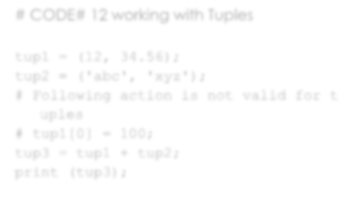 # CODE# 12 working with Tuples
tup1 = (12, 34.56);
tup2 = ('abc', 'xyz');
# Following action is not valid for t
uples
# tup1[0] = 100;
tup3 = tup1 + tup2;
print (tup3);